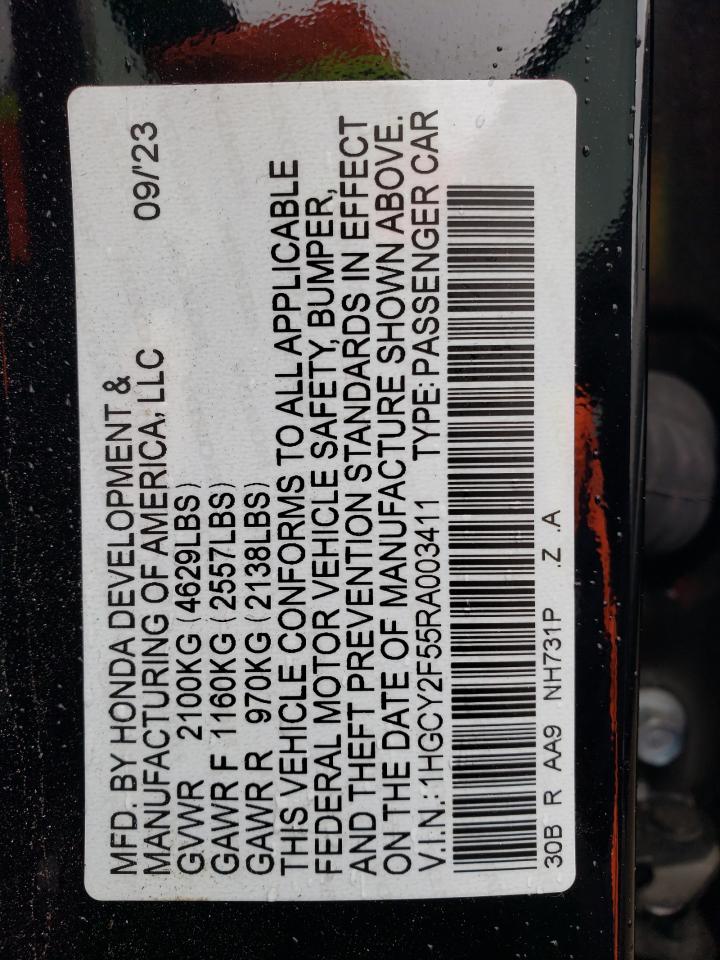 MFD. BY HONDA DEVELOPMENT &
MANUFACTURING OF AMERICA, LLC 09/'23
GVWR 2100KG (4629LBS)
GAWR F 1160KG (2557LBS)
GAWR R 970KG (2138LBS)
THIS VEHICLE CONFORMS TO ALL APPLICABLE
FEDERAL MOTOR VEHICLE SAFETY, BUMPER,
AND THEFT PREVENTION STANDARDS IN EFFECT
ON THE DATE OF MANUFACTURE SHOWN ABOVE.
V.I.N.: 1HGCY2F55RA003411 TYPE: PASSENGER CAR
30B R AA9 NH731P .Z .A